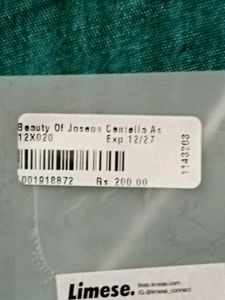 Beauty Of Joseon Centella As
12X020 Exp.12/27
1143203
001918872 Rs 200.00
Limese.
Web.limese.com
IG.@limese_connect